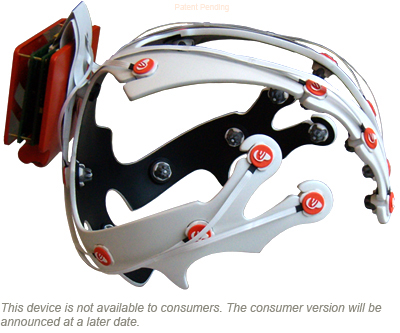 Patent Pending
This device is not available to consumers. The consumer version will be
announced at a later date.